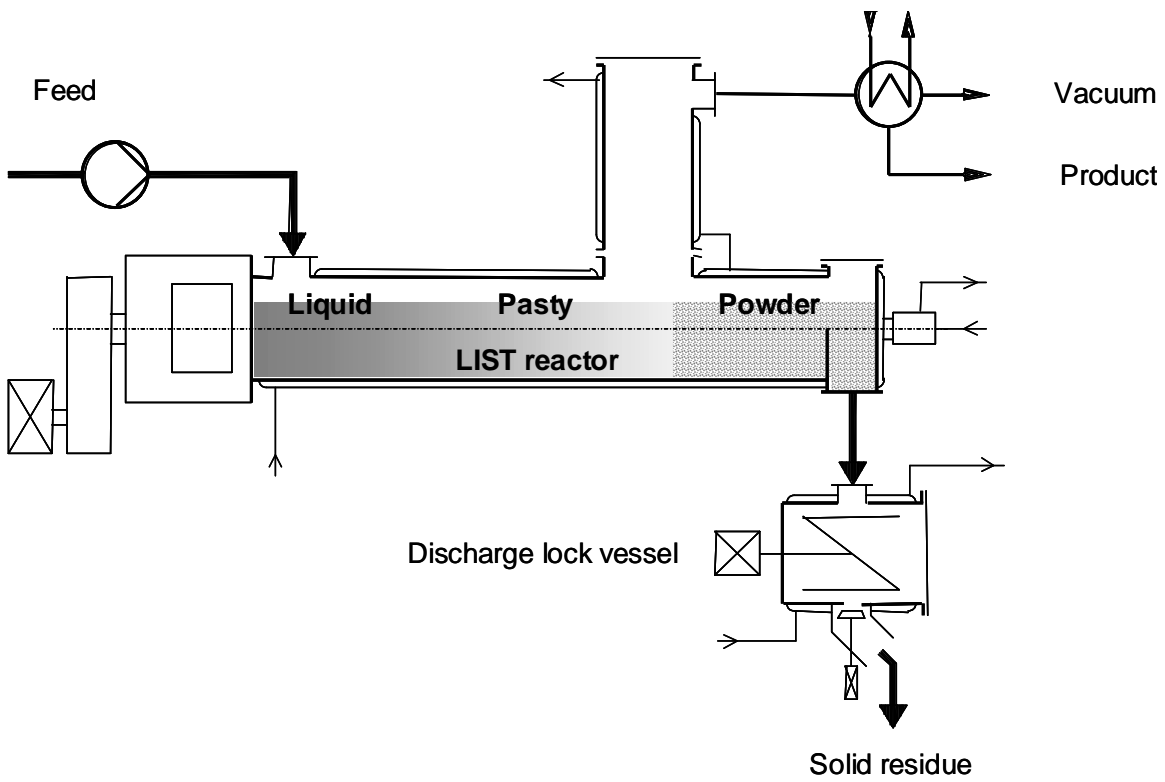 Feed
Vacuum
Product
Liquid Pasty Powder
LIST reactor
Discharge lock vessel
Solid residue